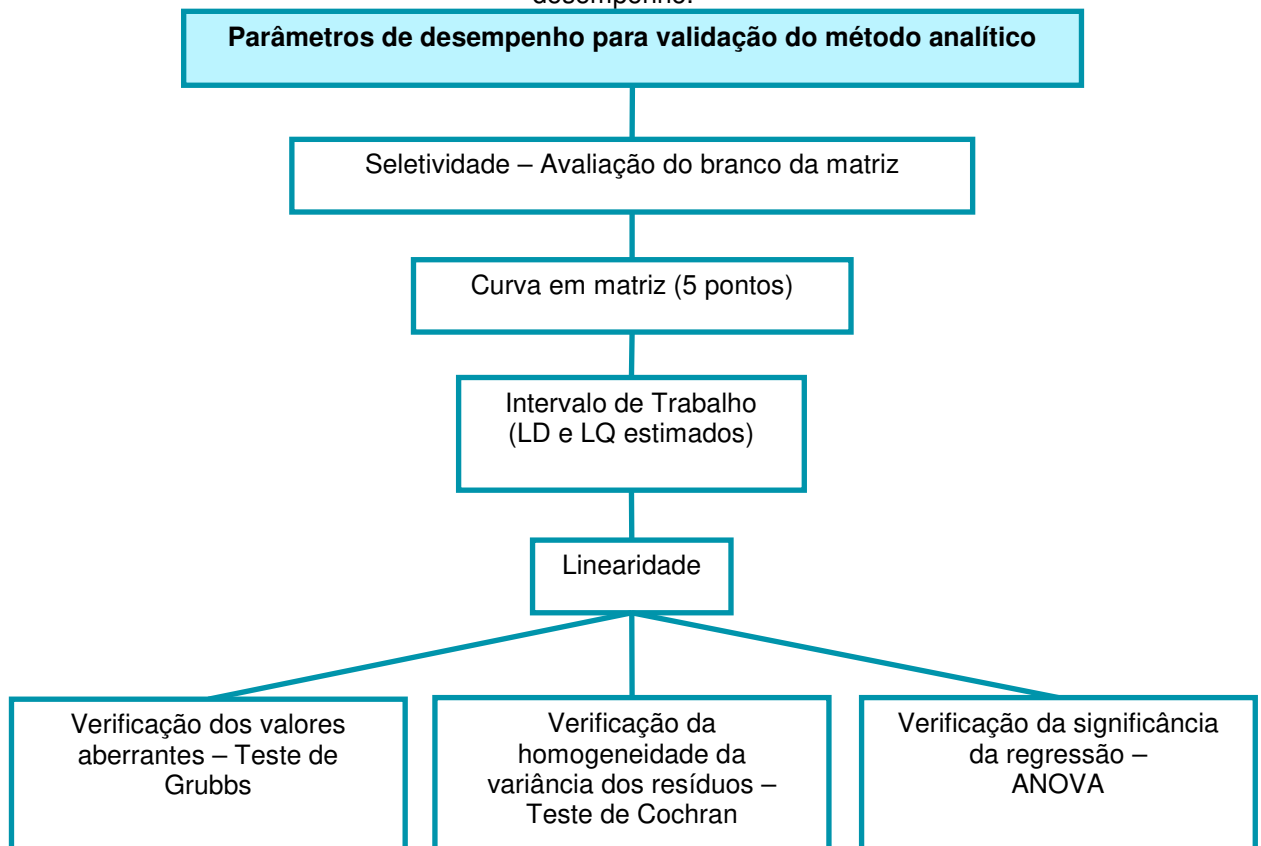 desempenho.
Parâmetros de desempenho para validação do método analítico
Seletividade – Avaliação do branco da matriz
Curva em matriz (5 pontos)
Intervalo de Trabalho
(LD e LQ estimados)
Linearidade
Verificação dos valores
aberrantes – Teste de
Grubbs
Verificação da
homogeneidade da
variância dos resíduos –
Teste de Cochran
Verificação da significância
da regressão –
ANOVA